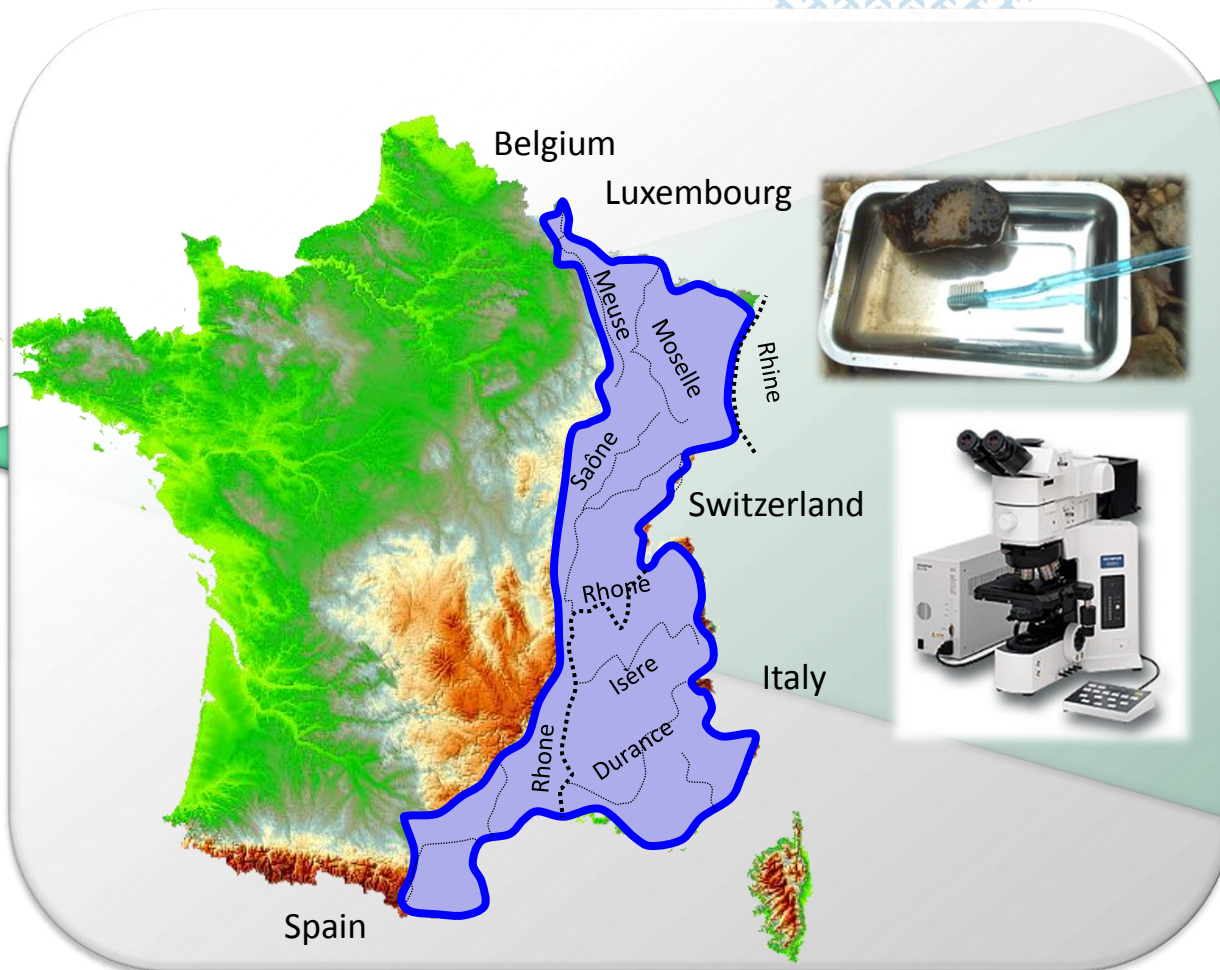 Belgium
Luxembourg
Meuse
Moselle
Rhine
Saône
Switzerland
Rhone
Isère
Italy
Rhone
Durance
Spain